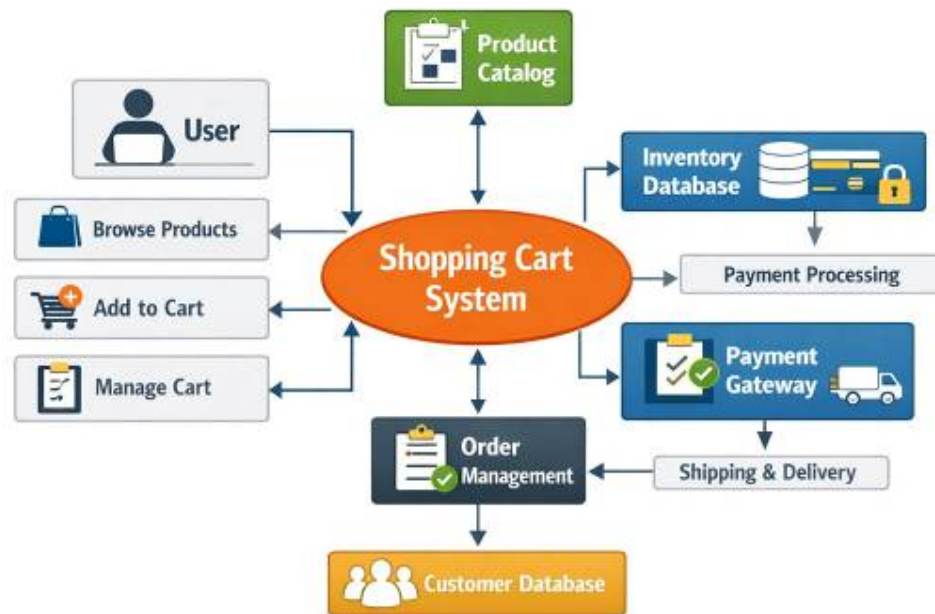 Product
Catalog
User
Inventory
Database
Browse Products
Shopping Cart
System
Payment Processing
Add to Cart
Payment
Gateway
Manage Cart
Order
Management
Shipping & Delivery
Customer Database